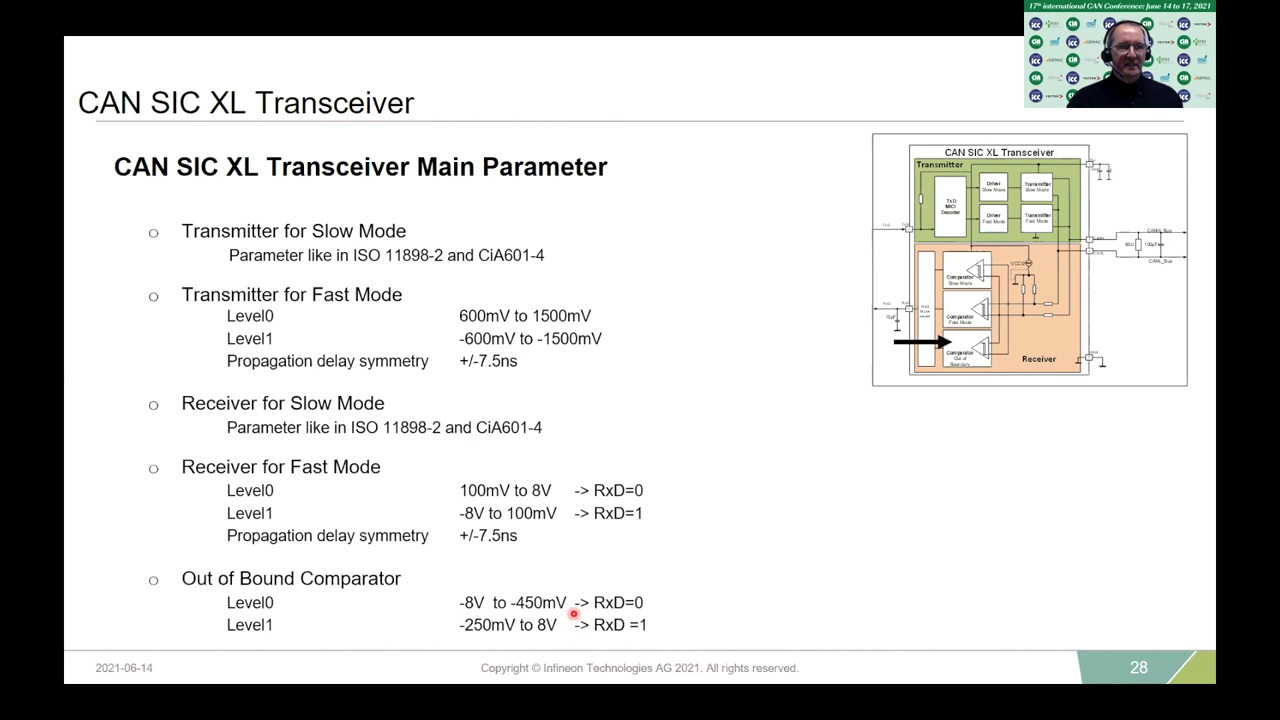 17th international CAN Conference: June 14 to 17, 2021
CAN SIC XL Transceiver
CAN SIC XL Transceiver Main Parameter
o Transmitter for Slow Mode
Parameter like in ISO 11898-2 and CiA601-4
o Transmitter for Fast Mode
Level0 600mV to 1500mV
Level1 -600mV to -1500mV
Propagation delay symmetry +/-7.5ns
o Receiver for Slow Mode
Parameter like in ISO 11898-2 and CiA601-4
o Receiver for Fast Mode
Level0 100mV to 8V -> RxD=0
Level1 -8V to 100mV -> RxD=1
Propagation delay symmetry +/-7.5ns
o Out of Bound Comparator
Level0 -8V to -450mV -> RxD=0
Level1 -250mV to 8V -> RxD =1
CAN SIC XL Transceiver
Transmitter
Driver
Slow Mode
Transmitter
Slow Mode
TxD
MICI
Decoder
Driver
Fast Mode
Transmitter
Fast Mode
CANH_Bus
CANL_Bus
VCC/2
Comparator
Slow Mode
Comparator
Fast Mode
Comparator
Out of
Boundary
Receiver
2021-06-14
Copyright © Infineon Technologies AG 2021. All rights reserved.
28